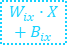 W_{ix} · X
+ B_{ix}